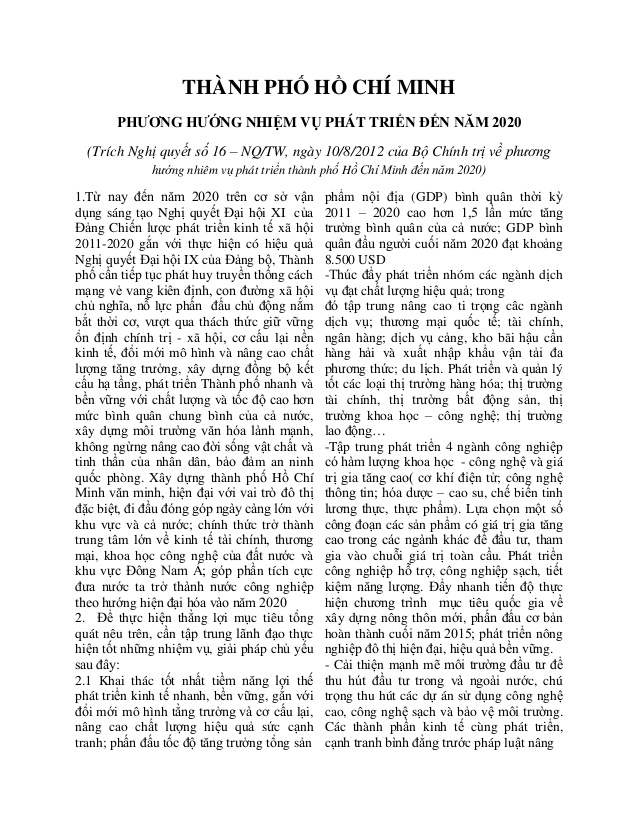 THÀNH PHỐ HỒ CHÍ MINH
PHƯƠNG HƯỚNG NHIỆM VỤ PHÁT TRIỂN ĐẾN NĂM 2020
(Trích Nghị quyết số 16 – NQ/TW, ngày 10/8/2012 của Bộ Chính trị về phương
hướng nhiệm vụ phát triển thành phố Hồ Chí Minh đến năm 2020)
1.Từ nay đến năm 2020 trên cơ sở vận
dụng sáng tạo Nghị quyết Đại hội XI của
Đảng Chiến lược phát triển kinh tế xã hội
2011-2020 gắn với thực hiện có hiệu quả
Nghị quyết Đại hội IX của Đảng bộ, Thành
phố cần tiếp tục phát huy truyền thống cách
mạng vẻ vang kiên định, con đường xã hội
chủ nghĩa, nỗ lực phấn đấu chủ động nắm
bắt thời cơ, vượt qua thách thức giữ vững
ổn định chính trị - xã hội, cơ cấu lại nền
kinh tế, đổi mới mô hình và nâng cao chất
lượng tăng trưởng, xây dựng đồng bộ kết
cấu hạ tầng, phát triển Thành phố nhanh và
bền vững với chất lượng và tốc độ cao hơn
mức bình quân chung bình của cả nước,
xây dựng môi trường văn hóa lành mạnh,
không ngừng nâng cao đời sống vật chất và
tinh thần của nhân dân, bảo đảm an ninh
quốc phòng. Xây dựng thành phố Hồ Chí
Minh văn minh, hiện đại với vai trò đô thị
đặc biệt, đi đầu đóng góp ngày càng lớn với
khu vực và cả nước; chính thức trở thành
trung tâm lớn về kinh tế tài chính, thương
mại, khoa học công nghệ của đất nước và
khu vực Đông Nam Á; góp phần tích cực
đưa nước ta trở thành nước công nghiệp
theo hướng hiện đại hóa vào năm 2020
2. Để thực hiện thắng lợi mục tiêu tổng
quát nêu trên, cần tập trung lãnh đạo thực
hiện tốt những nhiệm vụ, giải pháp chủ yếu
sau đây:
2.1 Khai thác tốt nhất tiềm năng lợi thế
phát triển kinh tế nhanh, bền vững, gắn với
đổi mới mô hình tằng trưởng và cơ cấu lại,
nâng cao chất lượng hiệu quả sức cạnh
tranh; phấn đấu tốc độ tăng trưởng tổng sản
phẩm nội địa (GDP) bình quân thời kỳ
2011 – 2020 cao hơn 1,5 lần mức tăng
trưởng bình quân của cả nước; GDP bình
quân đầu người cuối năm 2020 đạt khoảng
8.500 USD
-Thúc đẩy phát triển nhóm các ngành dịch
vụ đạt chất lượng hiệu quả; trong
đó tập trung nâng cao tỉ trọng các ngành
dịch vụ; thương mại quốc tế; tài chính,
ngân hàng; dịch vụ cảng, kho bãi hậu cần
hàng hải và xuất nhập khẩu vận tải đa
phương thức; du lịch. Phát triển và quản lý
tốt các loại thị trường hàng hóa; thị trường
tài chính, thị trường bất động sản, thị
trường khoa học – công nghệ; thị trường
lao động…
-Tập trung phát triển 4 ngành công nghiệp
có hàm lượng khoa học - công nghệ và giá
trị gia tăng cao( cơ khí điện tử; công nghệ
thông tin; hóa dược – cao su, chế biến tinh
lương thực, thực phẩm). Lựa chọn một số
công đoạn các sản phẩm có giá trị gia tăng
cao trong các ngành khác để đầu tư, tham
gia vào chuỗi giá trị toàn cầu. Phát triển
công nghiệp hỗ trợ, công nghiệp sạch, tiết
kiệm năng lượng. Đẩy nhanh tiến độ thực
hiện chương trình mục tiêu quốc gia về
xây dựng nông thôn mới, phấn đấu cơ bản
hoàn thành cuối năm 2015; phát triển nông
nghiệp đô thị hiện đại, hiệu quả bền vững.
- Cải thiện mạnh mẽ môi trường đầu tư để
thu hút đầu tư trong và ngoài nước, chú
trọng thu hút các dự án sử dụng công nghệ
cao, công nghệ sạch và bảo vệ môi trường.
Các thành phần kinh tế cùng phát triển,
cạnh tranh bình đẳng trước pháp luật nâng